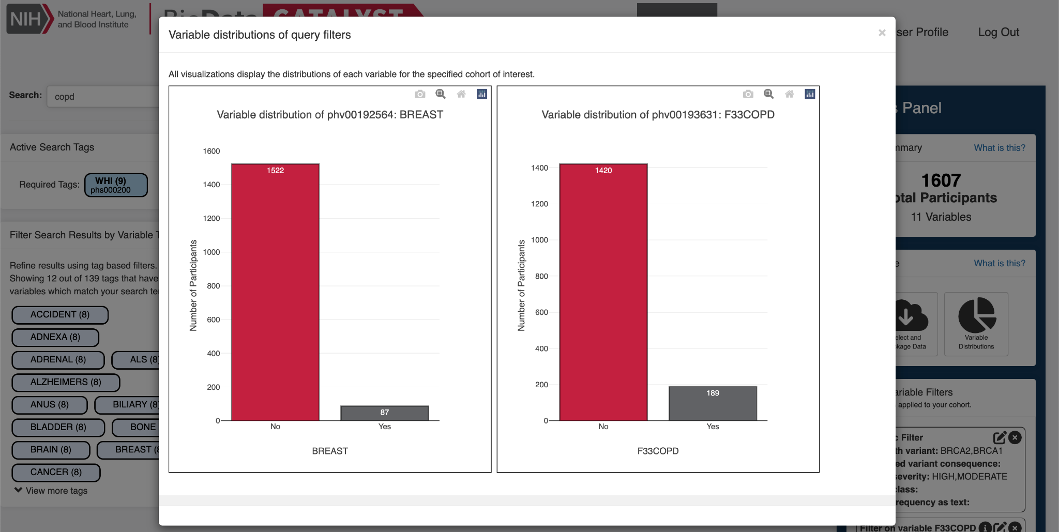 NIH National Heart, Lung,
and Blood Institute
BioData CATALYST
User Profile
Log Out
Variable distributions of query filters
×
All visualizations display the distributions of each variable for the specified cohort of interest.
Search: copd
Active Search Tags
Required Tags: WHI (9)
phs000200
Filter Search Results by Variable T
Refine results using tag based filters.
Showing 12 out of 139 tags that have
variables which match your search te
ACCIDENT (8)
ADNEXA (8)
ADRENAL (8) ALS (8
ALZHEIMERS (8)
ANUS (8) BILIARY (8
BLADDER (8) BONE
BRAIN (8) BREAST (8
CANCER (8)
View more tags
Variable distribution of phv00192564: BREAST
Number of Participants
1600
1400
1200
1000
800
600
400
200
0
1522
87
No Yes
BREAST
Variable distribution of phv00193631: F33COPD
Number of Participants
1400
1200
1000
800
600
400
200
0
1420
189
No Yes
F33COPD
s Panel
mmary What is this?
1607
otal Participants
11 Variables
e What is this?
elect and
kage Data
Variable
Distributions
ariable Filters
applied to your cohort.
c Filter
th variant: BRCA2,BRCA1
ed variant consequence:
everity: HIGH,MODERATE
lass:
requency as text:
Filter on variable F33COPD